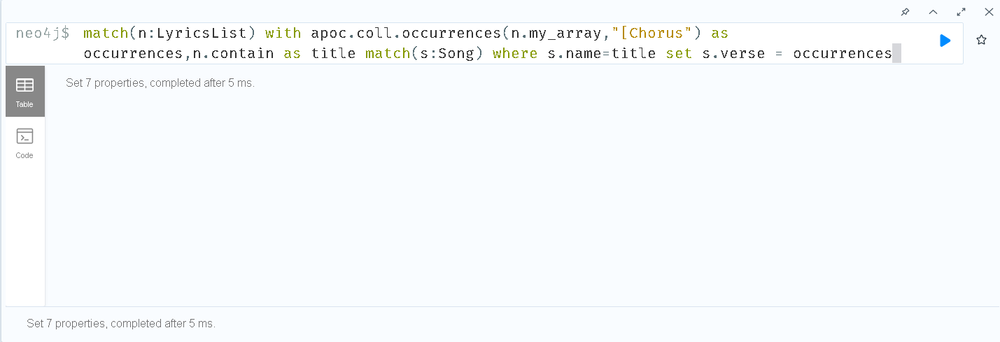 neo4j$ match(n:LyricsList) with apoc.coll.occurrences(n.my_array,"[Chorus") as
occurrences,n.contain as title match(s:Song) where s.name=title set s.verse = occurrences
Set 7 properties, completed after 5 ms.
Table
Code
Set 7 properties, completed after 5 ms.